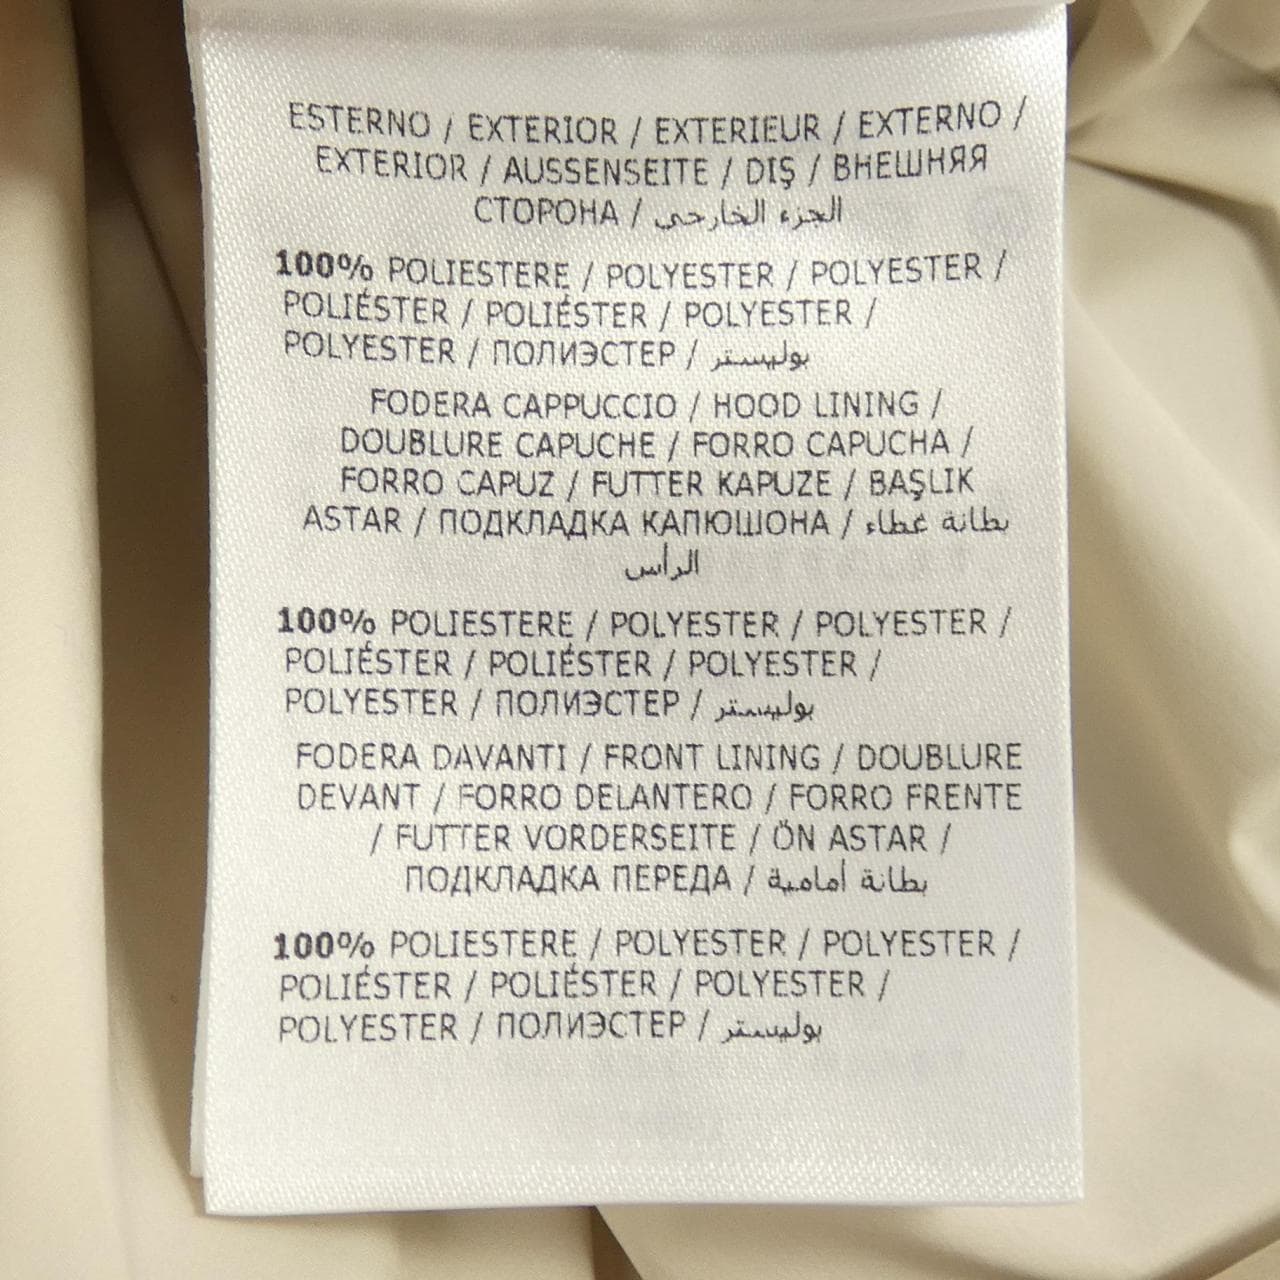 ESTERNO / EXTERIOR / EXTERIEUR / EXTERNO /
EXTERIOR / AUSSENSEITE / DIŞ / ВНЕШНЯЯ
СТОРОНА / الجزء الخارجي
100% POLIESTERE / POLYESTER / POLYESTER /
POLIÉSTER / POLIÉSTER / POLYESTER /
POLYESTER / ПОЛИЭСТЕР / بوليستر
FODERA CAPPUCCIO / HOOD LINING /
DOUBLURE CAPUCHE / FORRO CAPUCHA /
FORRO CAPUZ / FUTTER KAPUZE / BAŞLIK
ASTAR / ПОДКЛАДКА КАПЮШОНА / بطانة غطاء
الرأس
100% POLIESTERE / POLYESTER / POLYESTER /
POLIÉSTER / POLIÉSTER / POLYESTER /
POLYESTER / ПОЛИЭСТЕР / بوليستر
FODERA DAVANTI / FRONT LINING / DOUBLURE
DEVANT / FORRO DELANTERO / FORRO FRENTE
/ FUTTER VORDERSEITE / ÖN ASTAR /
ПОДКЛАДКА ПЕРЕДА / بطانة أمامية
100% POLIESTERE / POLYESTER / POLYESTER /
POLIÉSTER / POLIÉSTER / POLYESTER /
POLYESTER / ПОЛИЭСТЕР / بوليستر